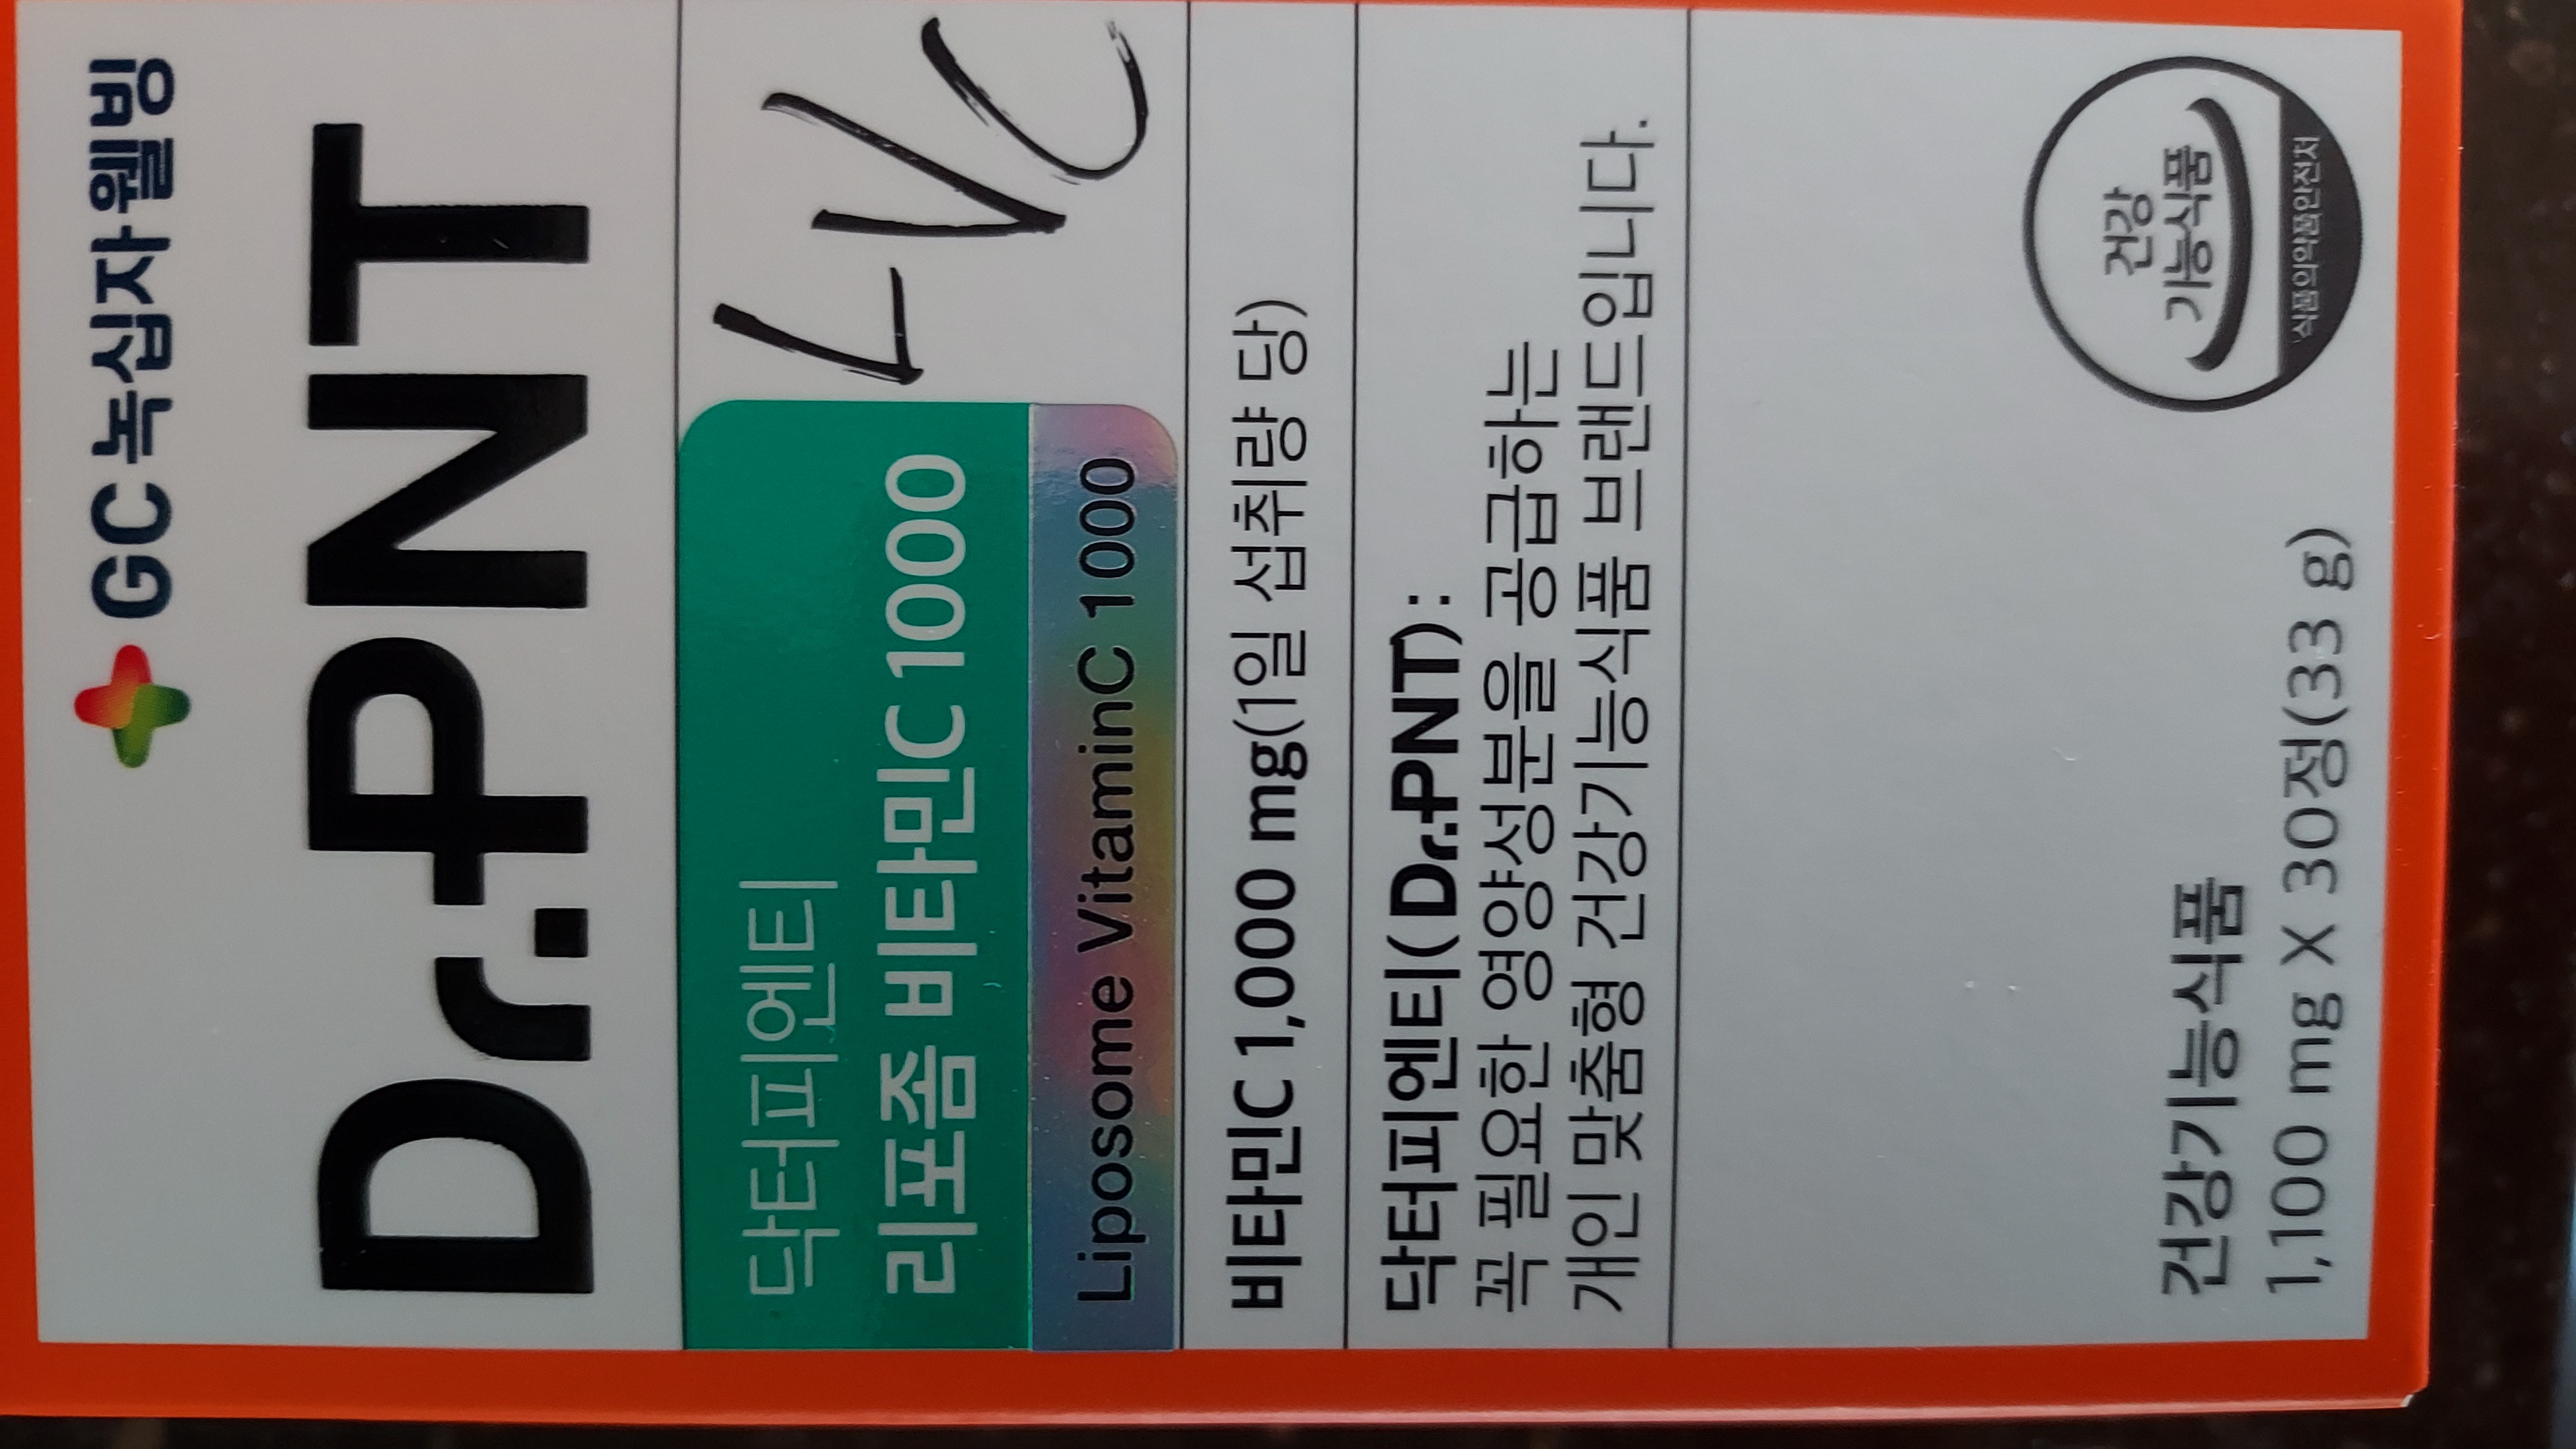 GC녹십자웰빙
Dr.PNT
닥터피엔티
리포좀 비타민C 1000
Liposome VitaminC 1000
L-VC
비타민C 1,000 mg(1일 섭취량 당)
닥터피엔티(Dr.PNT):
꼭 필요한 영양성분을 공급하는
개인 맞춤형 건강기능식품 브랜드입니다.
건강기능식품
1,100 mg X 30정(33 g)
건강
기능식품
식품의약품안전처